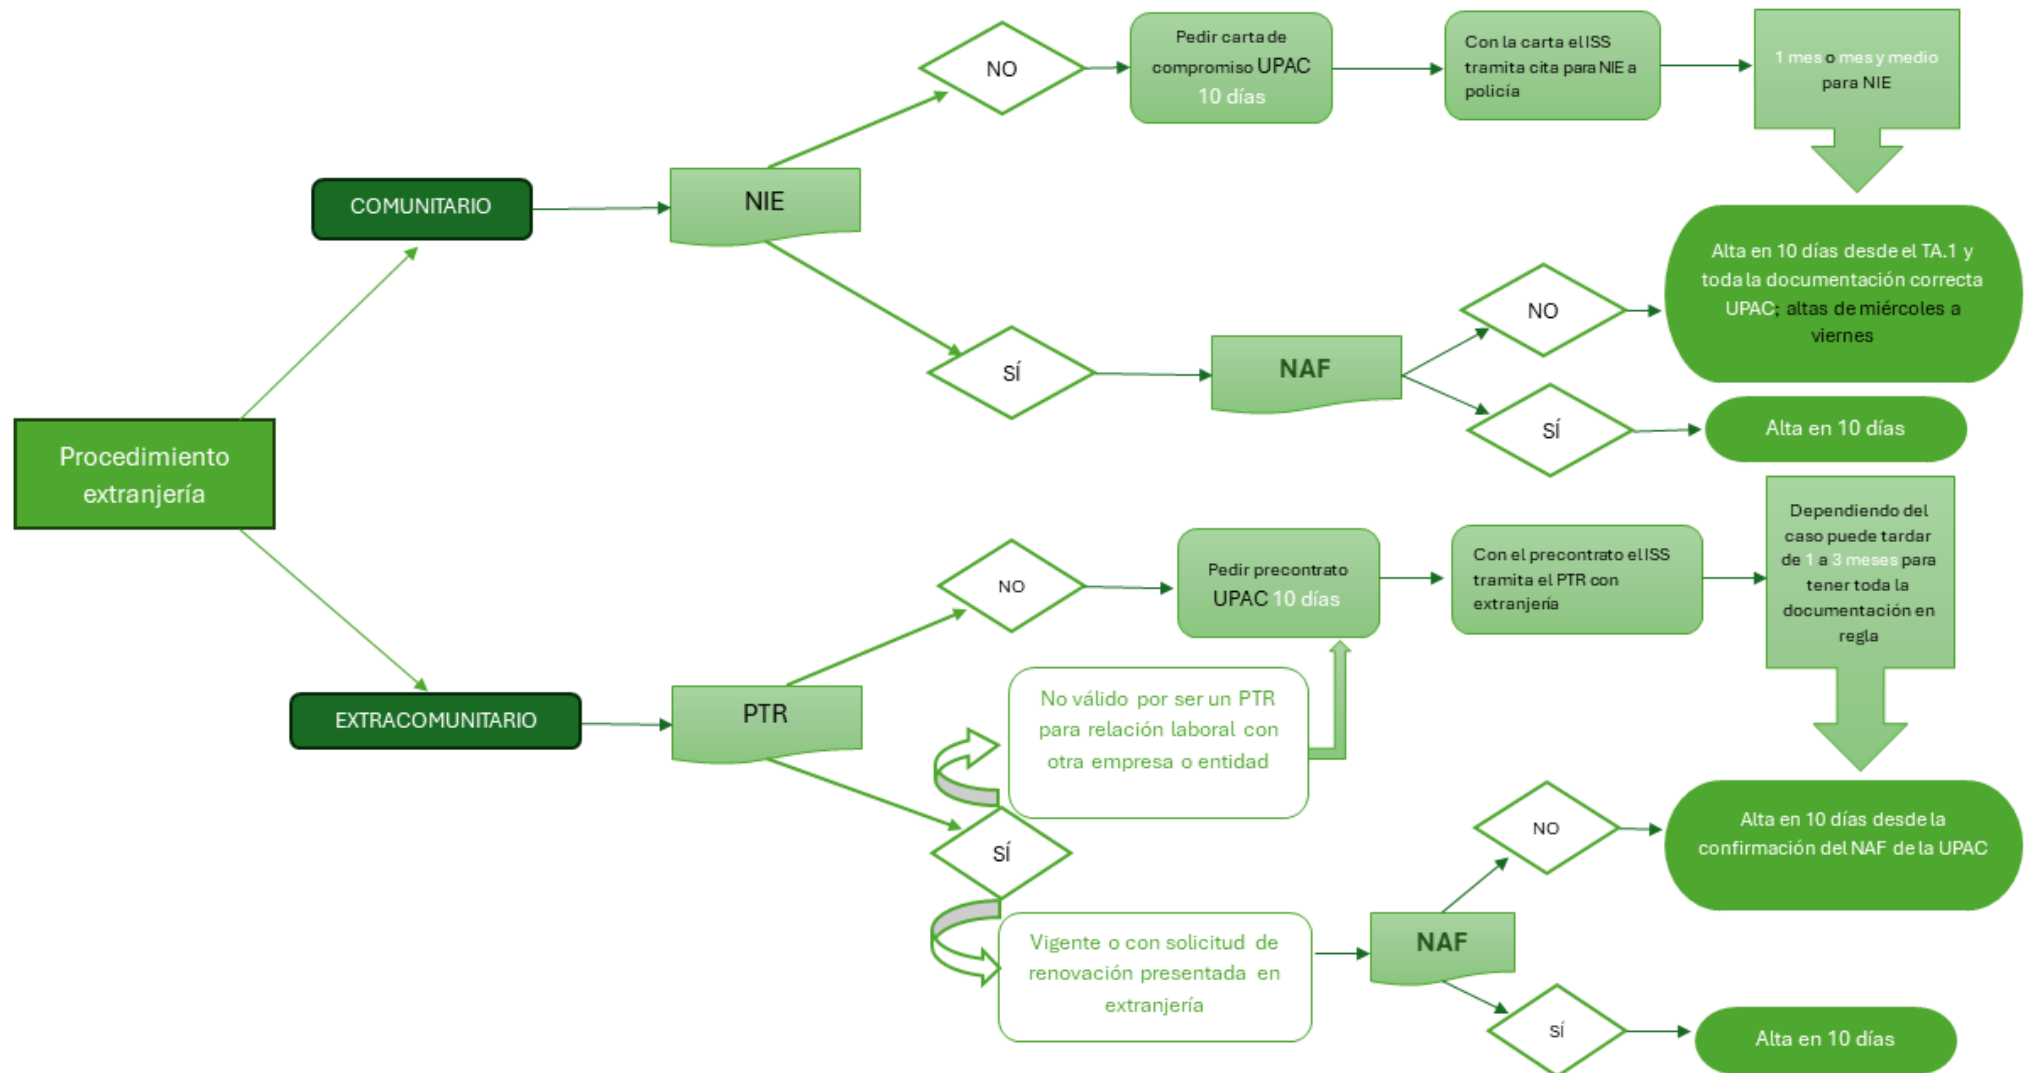 NO
Pedir carta de
compromiso UPAC
10 días
Con la carta el ISS
tramita cita para NIE a
policía
1 mes o mes y medio
para NIE
COMUNITARIO
NIE
Alta en 10 días desde el TA.1 y
toda la documentación correcta
UPAC; altas de miércoles a
viernes
NO
SÍ
NAF
SÍ
Alta en 10 días
Procedimiento
extranjería
NO
Pedir precontrato
UPAC 10 días
Con el precontrato el ISS
tramita el PTR con
extranjería
Dependiendo del
caso puede tardar
de 1 a 3 meses para
tener toda la
documentación en
regla
EXTRACOMUNITARIO
PTR
No válido por ser un PTR
para relación laboral con
otra empresa o entidad
SÍ
NO
Alta en 10 días desde la
confirmación del NAF de la UPAC
Vigente o con solicitud de
renovación presentada en
extranjería
NAF
SÍ
Alta en 10 días